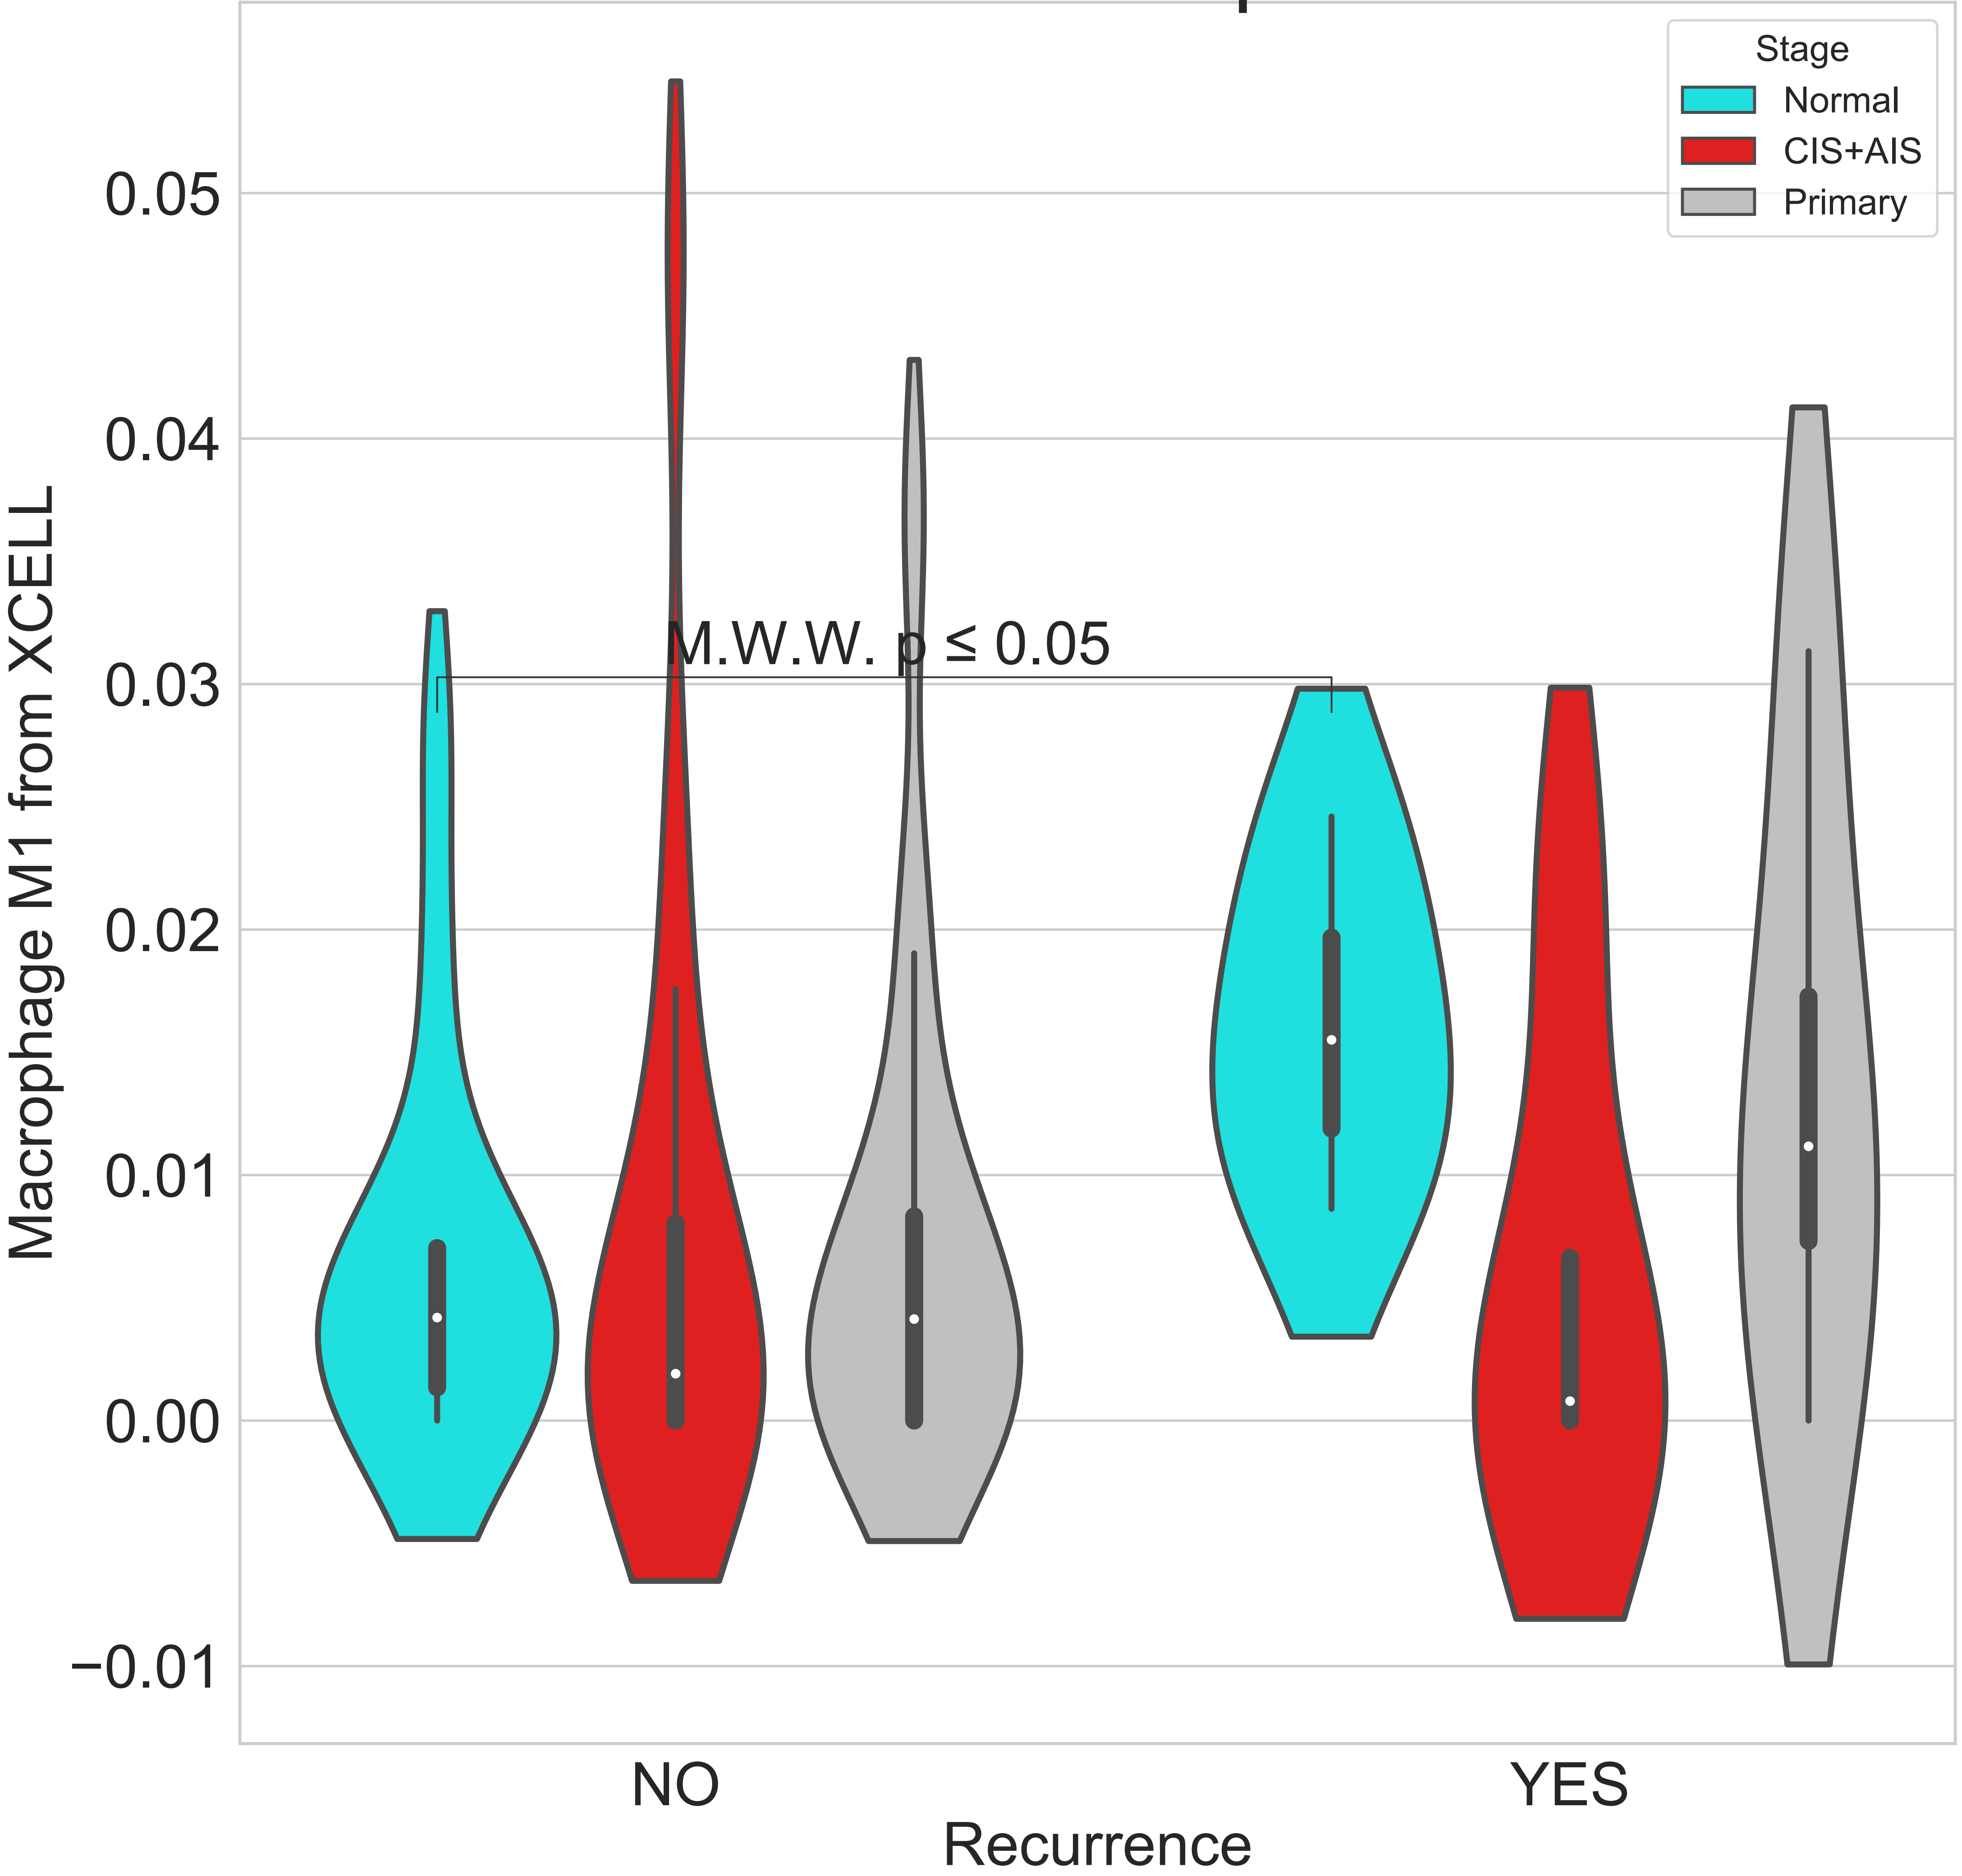 Stage
Normal
CIS+AIS
Primary
0.05
0.04
0.03
0.02
0.01
0.00
−0.01
Macrophage M1 from XCELL
M.W.W. p ≤ 0.05
NO
YES
Recurrence